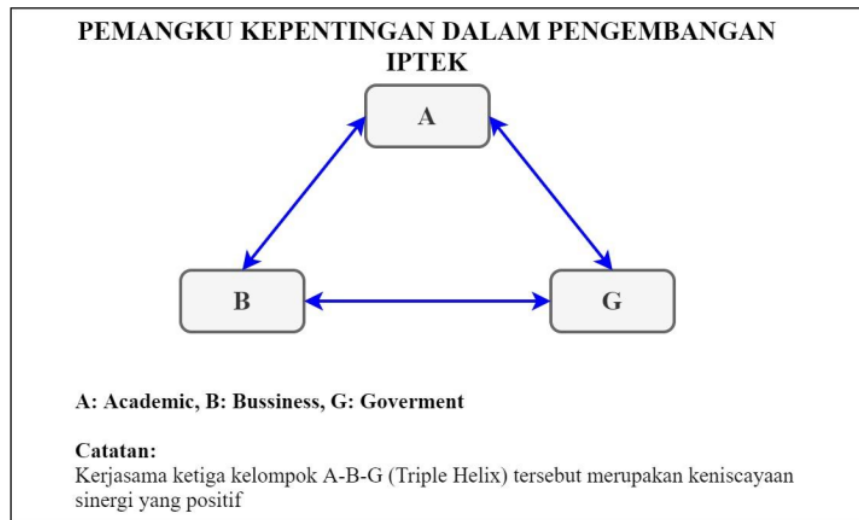 PEMANGKU KEPENTINGAN DALAM PENGEMBANGAN
IPTEK
A
B
G
A: Academic, B: Bussiness, G: Goverment
Catatan:
Kerjasama ketiga kelompok A-B-G (Triple Helix) tersebut merupakan keniscayaan
sinergi yang positif